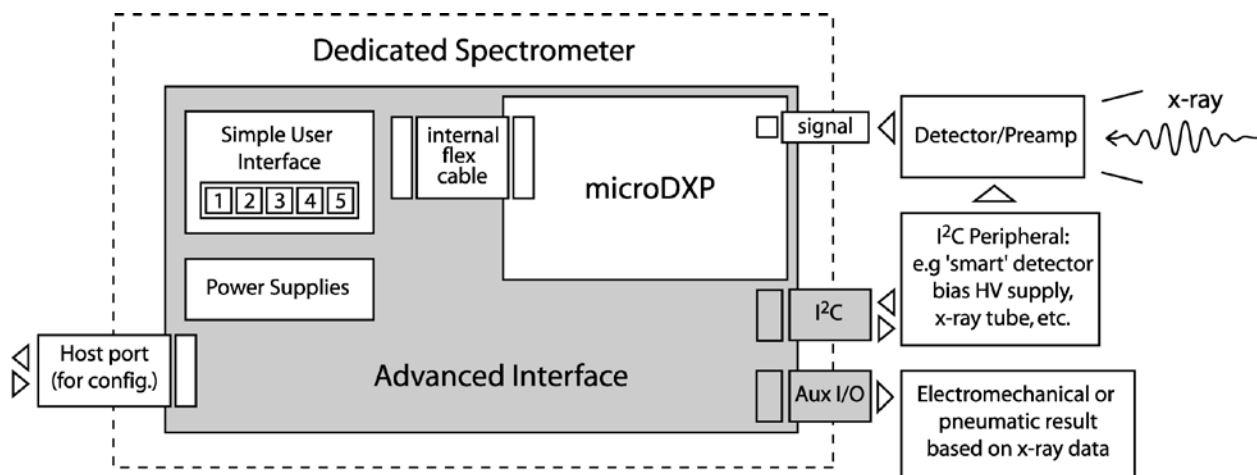 Dedicated Spectrometer
Simple User
Interface
1 2 3 4 5
internal
flex
cable
microDXP
signal
Detector/Preamp
x-ray
Power Supplies
I²C Peripheral:
e.g 'smart' detector
bias HV supply,
x-ray tube, etc.
I²C
Host port
(for config.)
Advanced Interface
Aux I/O
Electromechanical or
pneumatic result
based on x-ray data